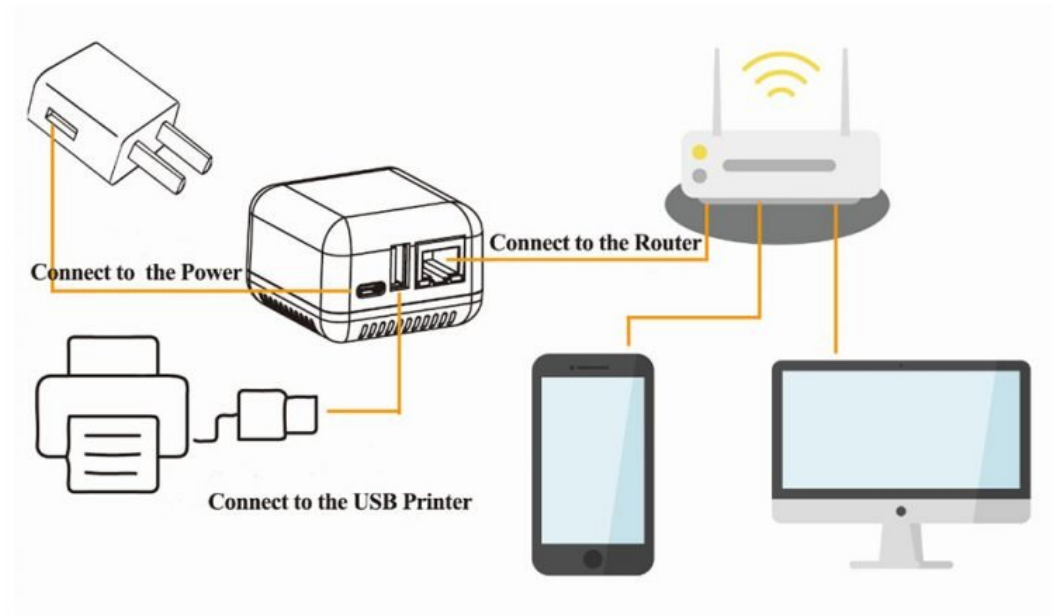 Connect to the Router
Connect to the Power
Connect to the USB Printer